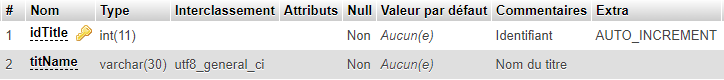 # Nom Type Interclassement Attributs Null Valeur par défaut Commentaires Extra
1 idTitle int(11) Non Aucun(e) Identifiant AUTO_INCREMENT
2 titName varchar(30) utf8_general_ci Non Aucun(e) Nom du titre